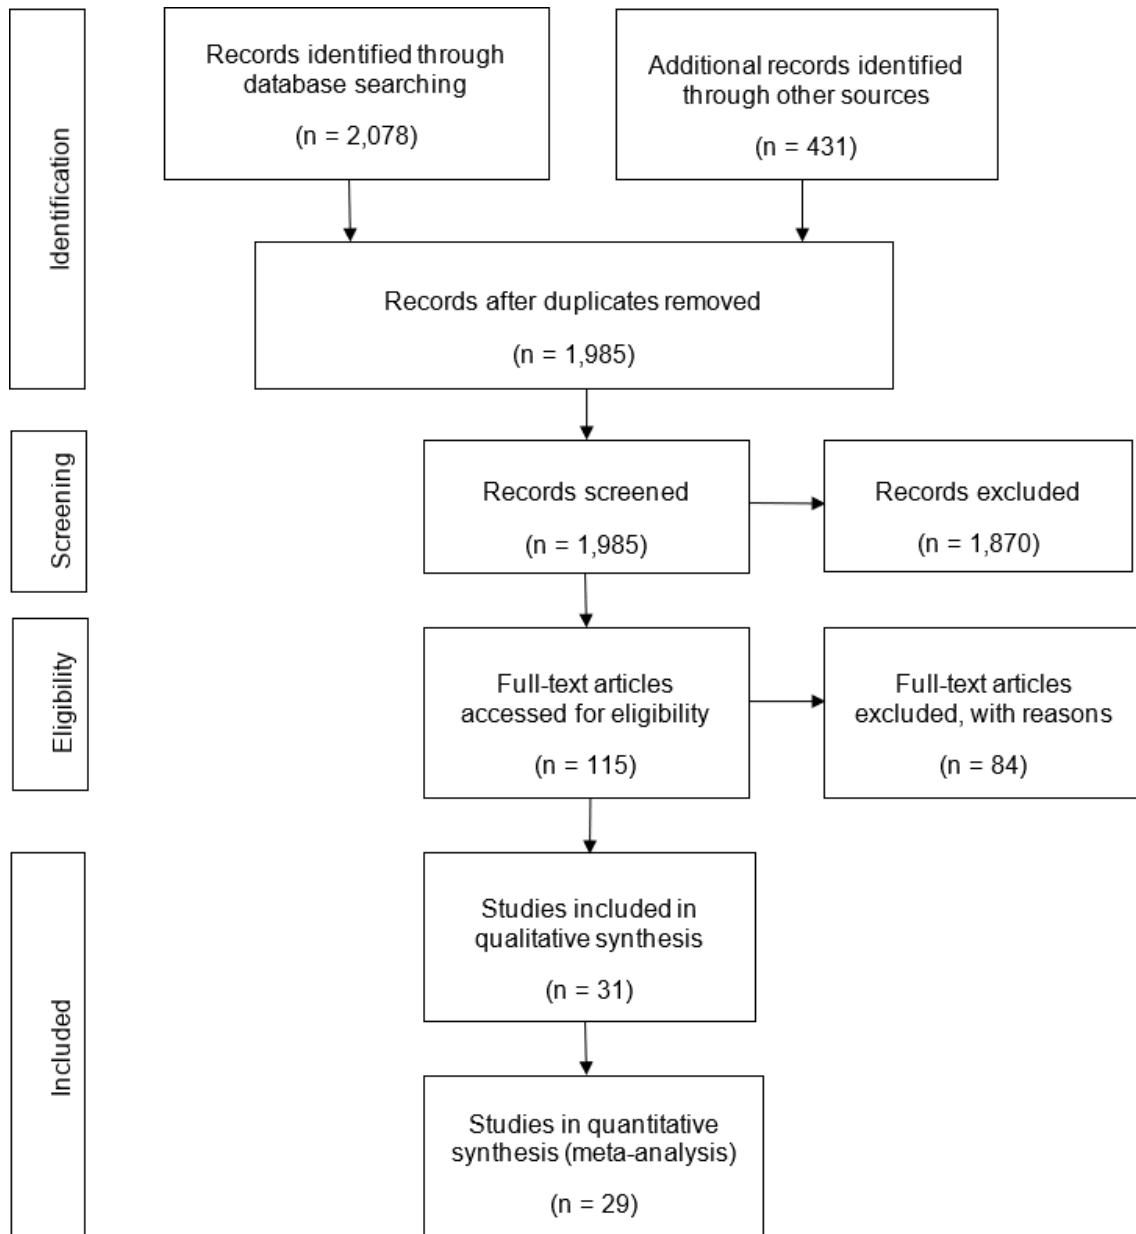 Identification
Records identified through
database searching
(n = 2,078)
Additional records identified
through other sources
(n = 431)
Records after duplicates removed
(n = 1,985)
Screening
Records screened
(n = 1,985)
Records excluded
(n = 1,870)
Eligibility
Full-text articles
accessed for eligibility
(n = 115)
Full-text articles
excluded, with reasons
(n = 84)
Included
Studies included in
qualitative synthesis
(n = 31)
Studies in quantitative
synthesis (meta-analysis)
(n = 29)